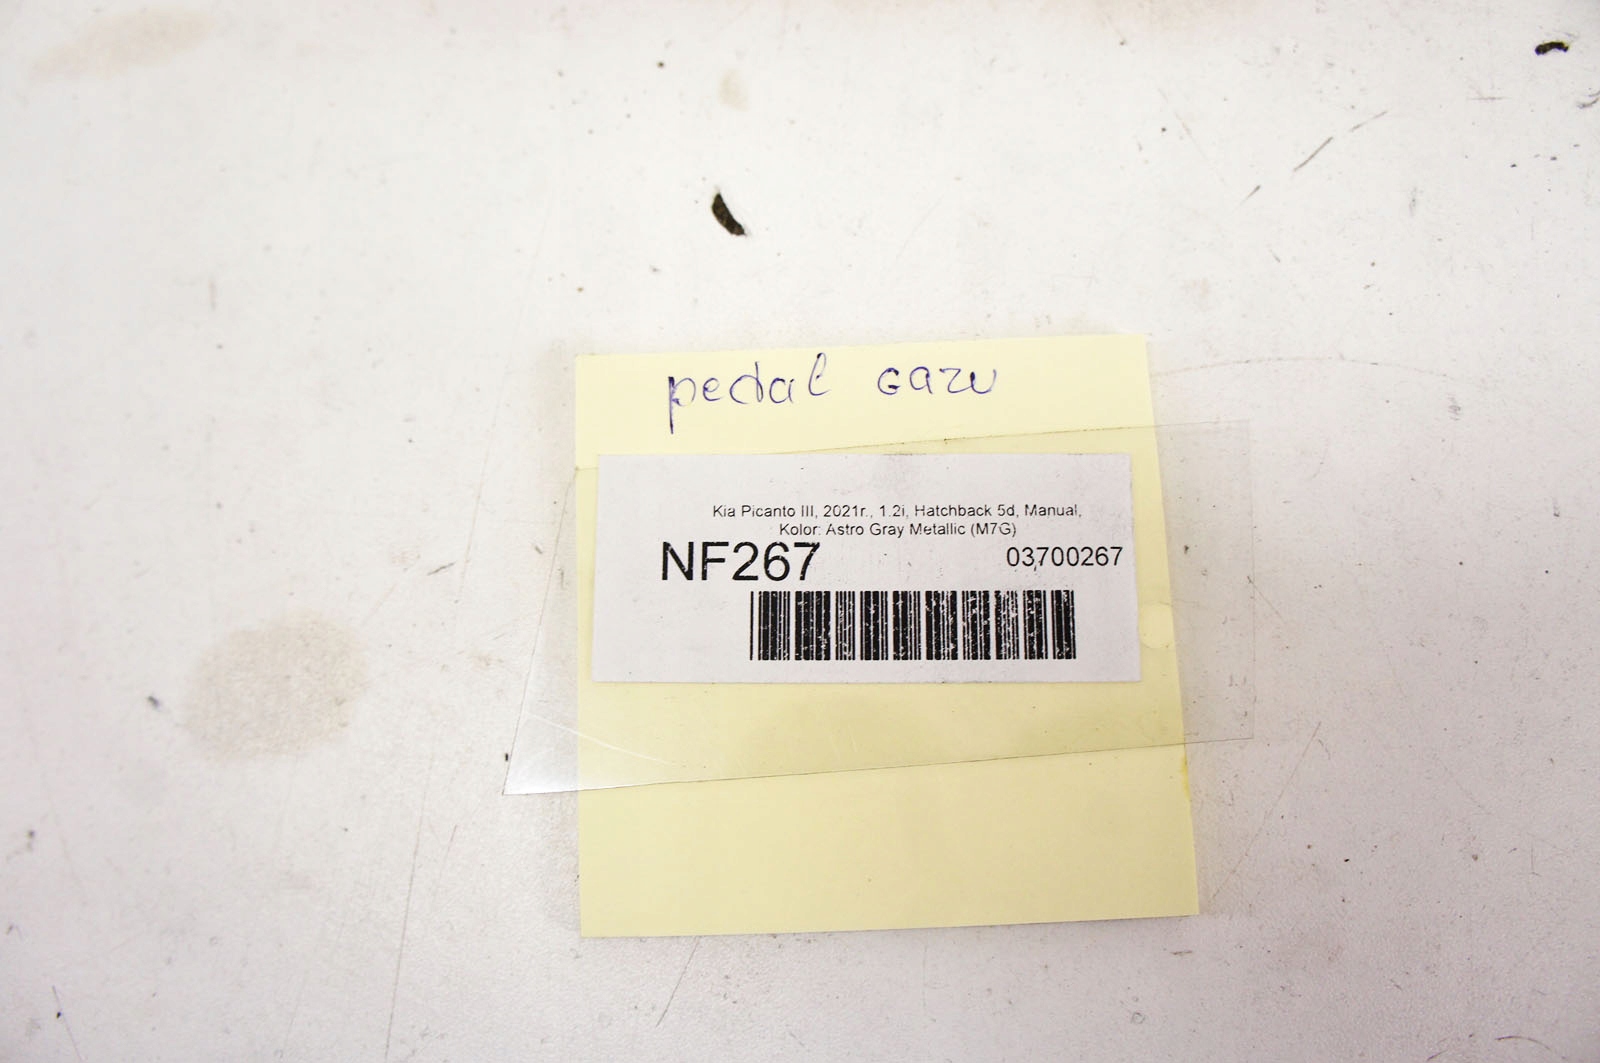 pedal GAZU
Kia Picanto III, 2021r., 1.2i, Hatchback 5d, Manual,
Kolor: Astro Gray Metallic (M7G)
NF267 03700267